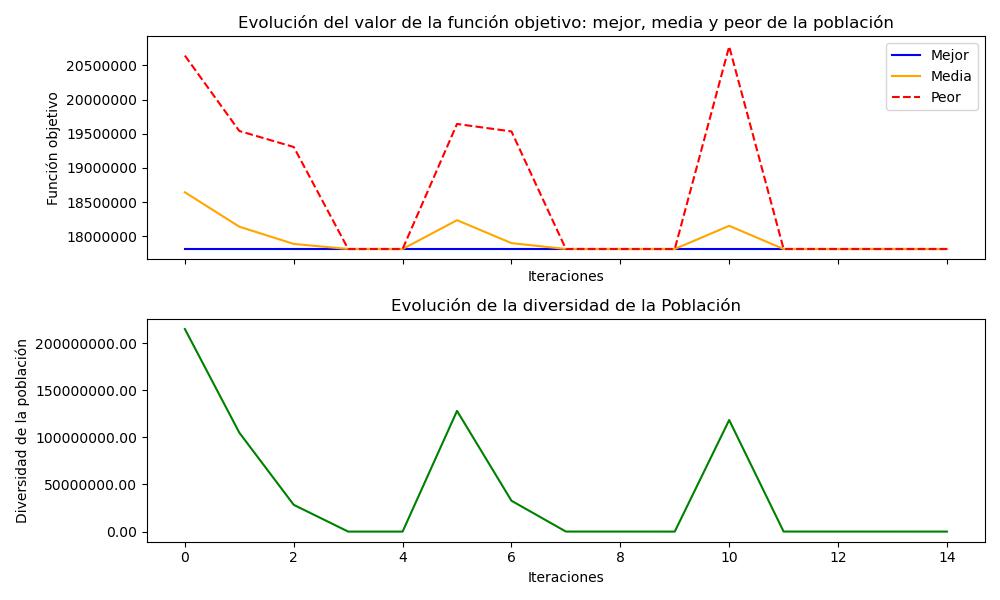 Evolución del valor de la función objetivo: mejor, media y peor de la población
Función objetivo
20500000
20000000
19500000
19000000
18500000
18000000
Mejor
Media
Peor
Iteraciones
Evolución de la diversidad de la Población
Diversidad de la población
200000000.00
150000000.00
100000000.00
50000000.00
0.00
0 2 4 6 8 10 12 14
Iteraciones